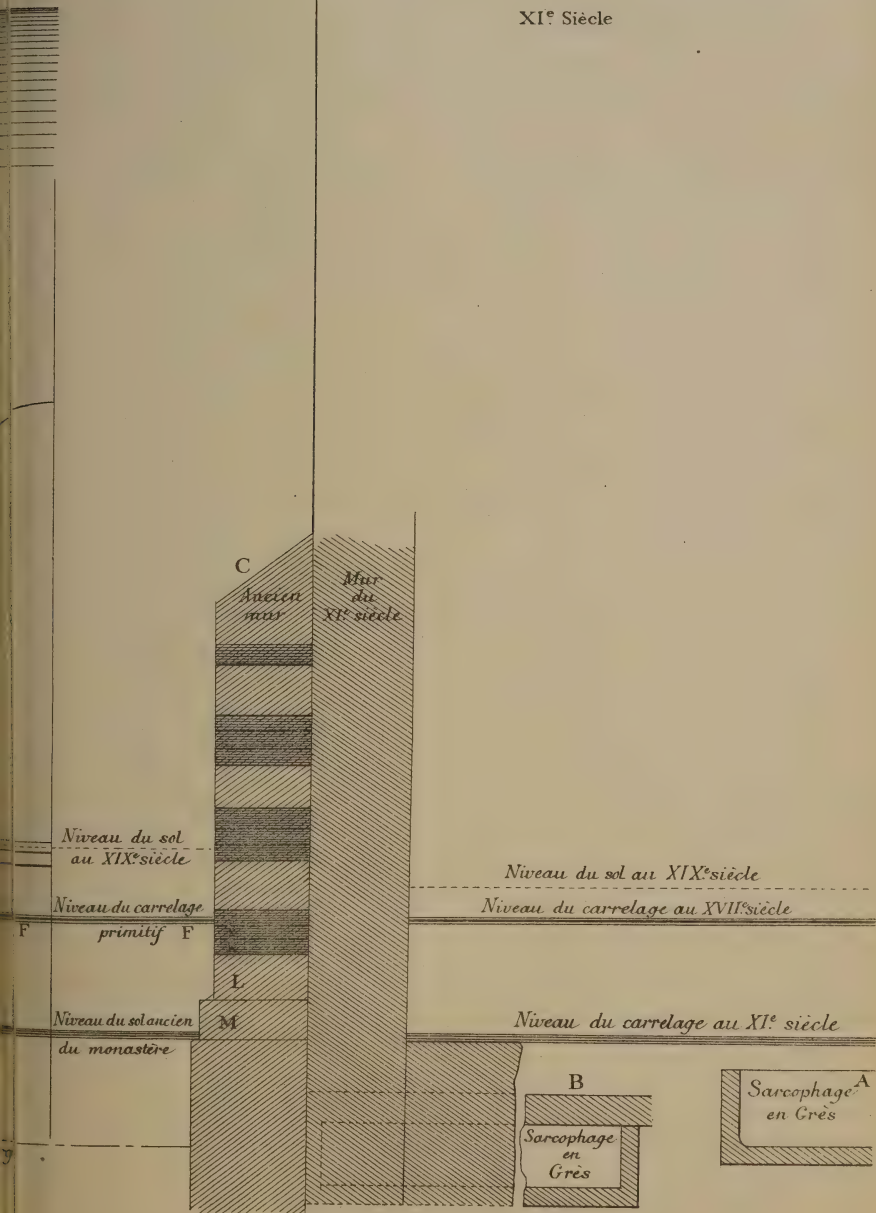 XIe Siècle
C
Ancien
mur
Mur
du
XIe siècle
Niveau du sol
au XIXe siècle
Niveau du sol au XIXe siècle
Niveau du carrelage
primitif F
F
Niveau du carrelage au XVIIe siècle
L
M
Niveau du sol ancien
du monastère
Niveau du carrelage au XIe siècle
B
Sarcophage
en
Grès
A
Sarcophage
en Grès